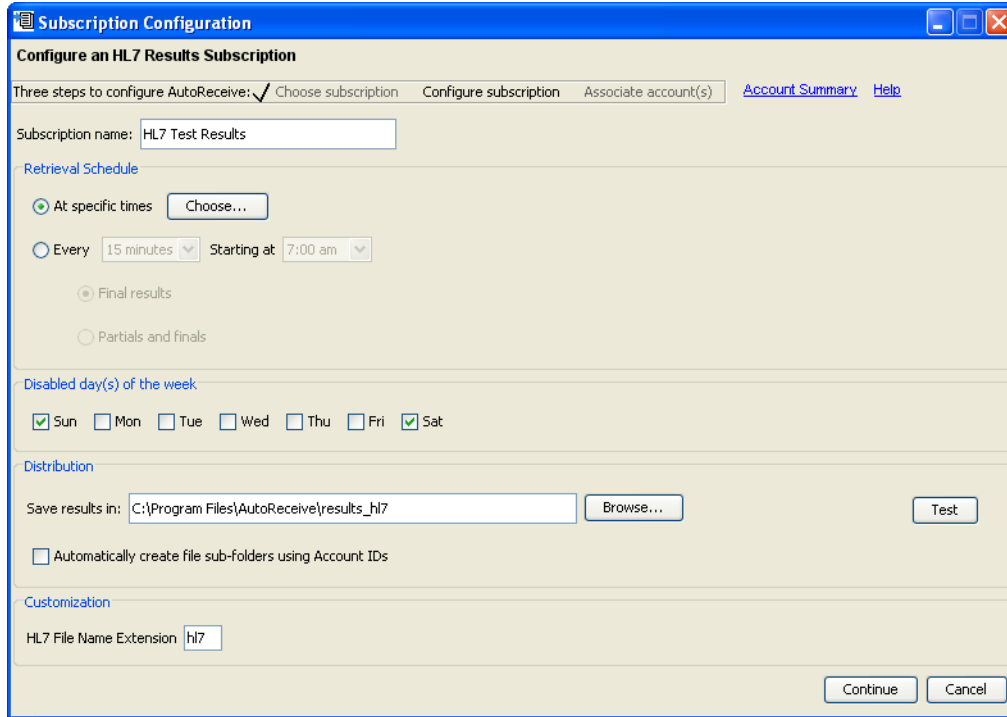 Subscription Configuration
Configure an HL7 Results Subscription
Three steps to configure AutoReceive: Choose subscription Configure subscription Associate account(s) Account Summary Help
Subscription name: HL7 Test Results
Retrieval Schedule
At specific times Choose...
Every 15 minutes Starting at 7:00 am
Final results
Partials and finals
Disabled day(s) of the week
Sun Mon Tue Wed Thu Fri Sat
Distribution
Save results in: C:\Program Files\AutoReceive\results_hl7 Browse... Test
Automatically create file sub-folders using Account IDs
Customization
HL7 File Name Extension hl7
Continue Cancel